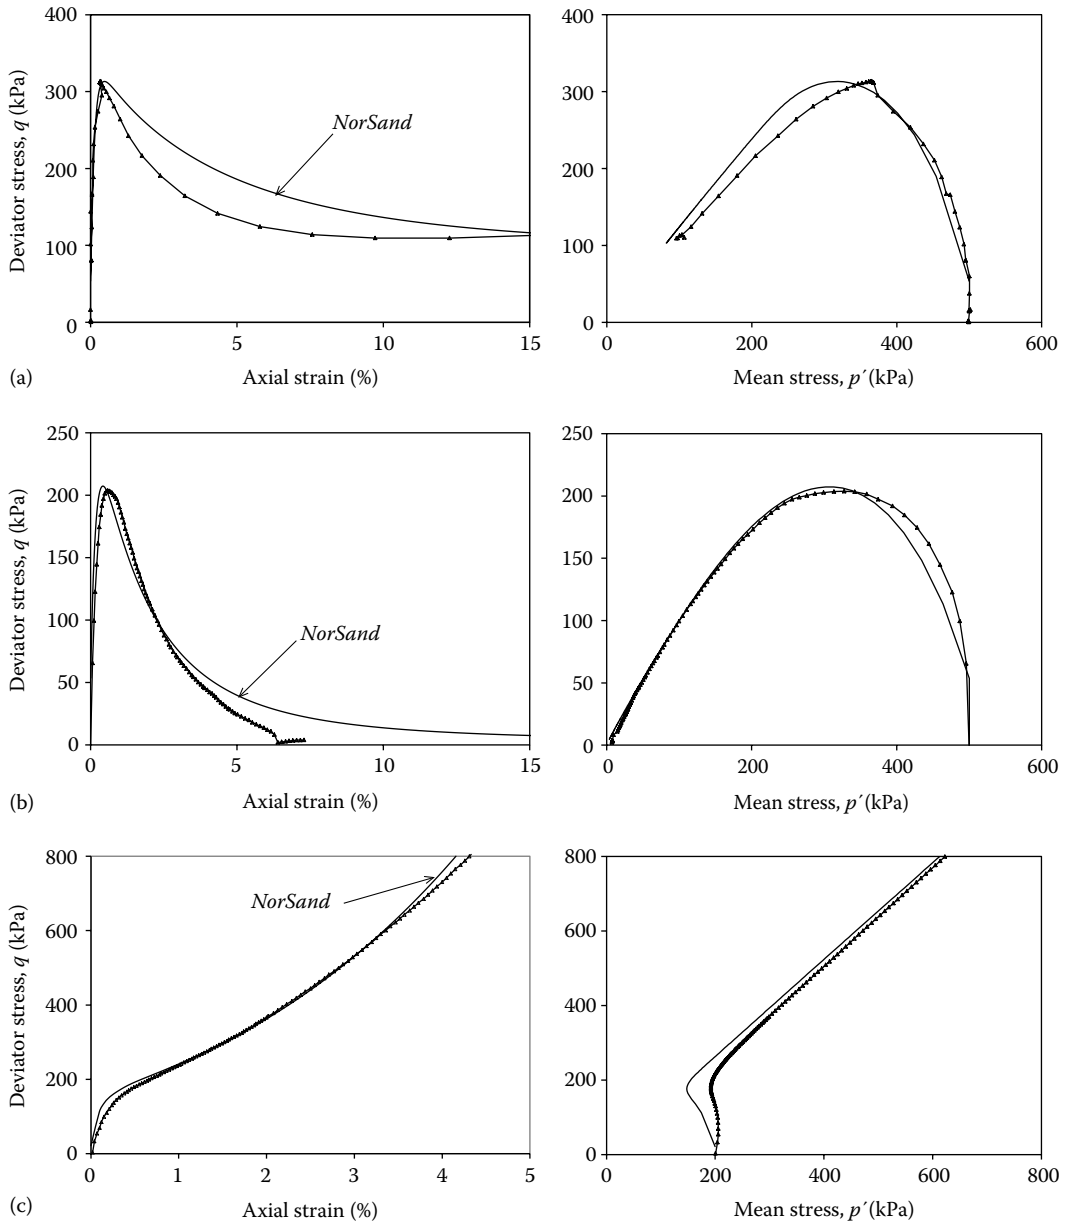 400
300
200
100
0
Deviator stress, q (kPa)
NorSand
0 5 10 15
Axial strain (%)
400
300
200
100
0
0 200 400 600
Mean stress, p´(kPa)
(a)
250
200
150
100
50
0
Deviator stress, q (kPa)
NorSand
0 5 10 15
Axial strain (%)
250
200
150
100
50
0
0 200 400 600
Mean stress, p´(kPa)
(b)
800
600
400
200
0
Deviator stress, q (kPa)
NorSand
0 1 2 3 4 5
Axial strain (%)
800
600
400
200
0
0 200 400 600 800
Mean stress, p´(kPa)
(c)